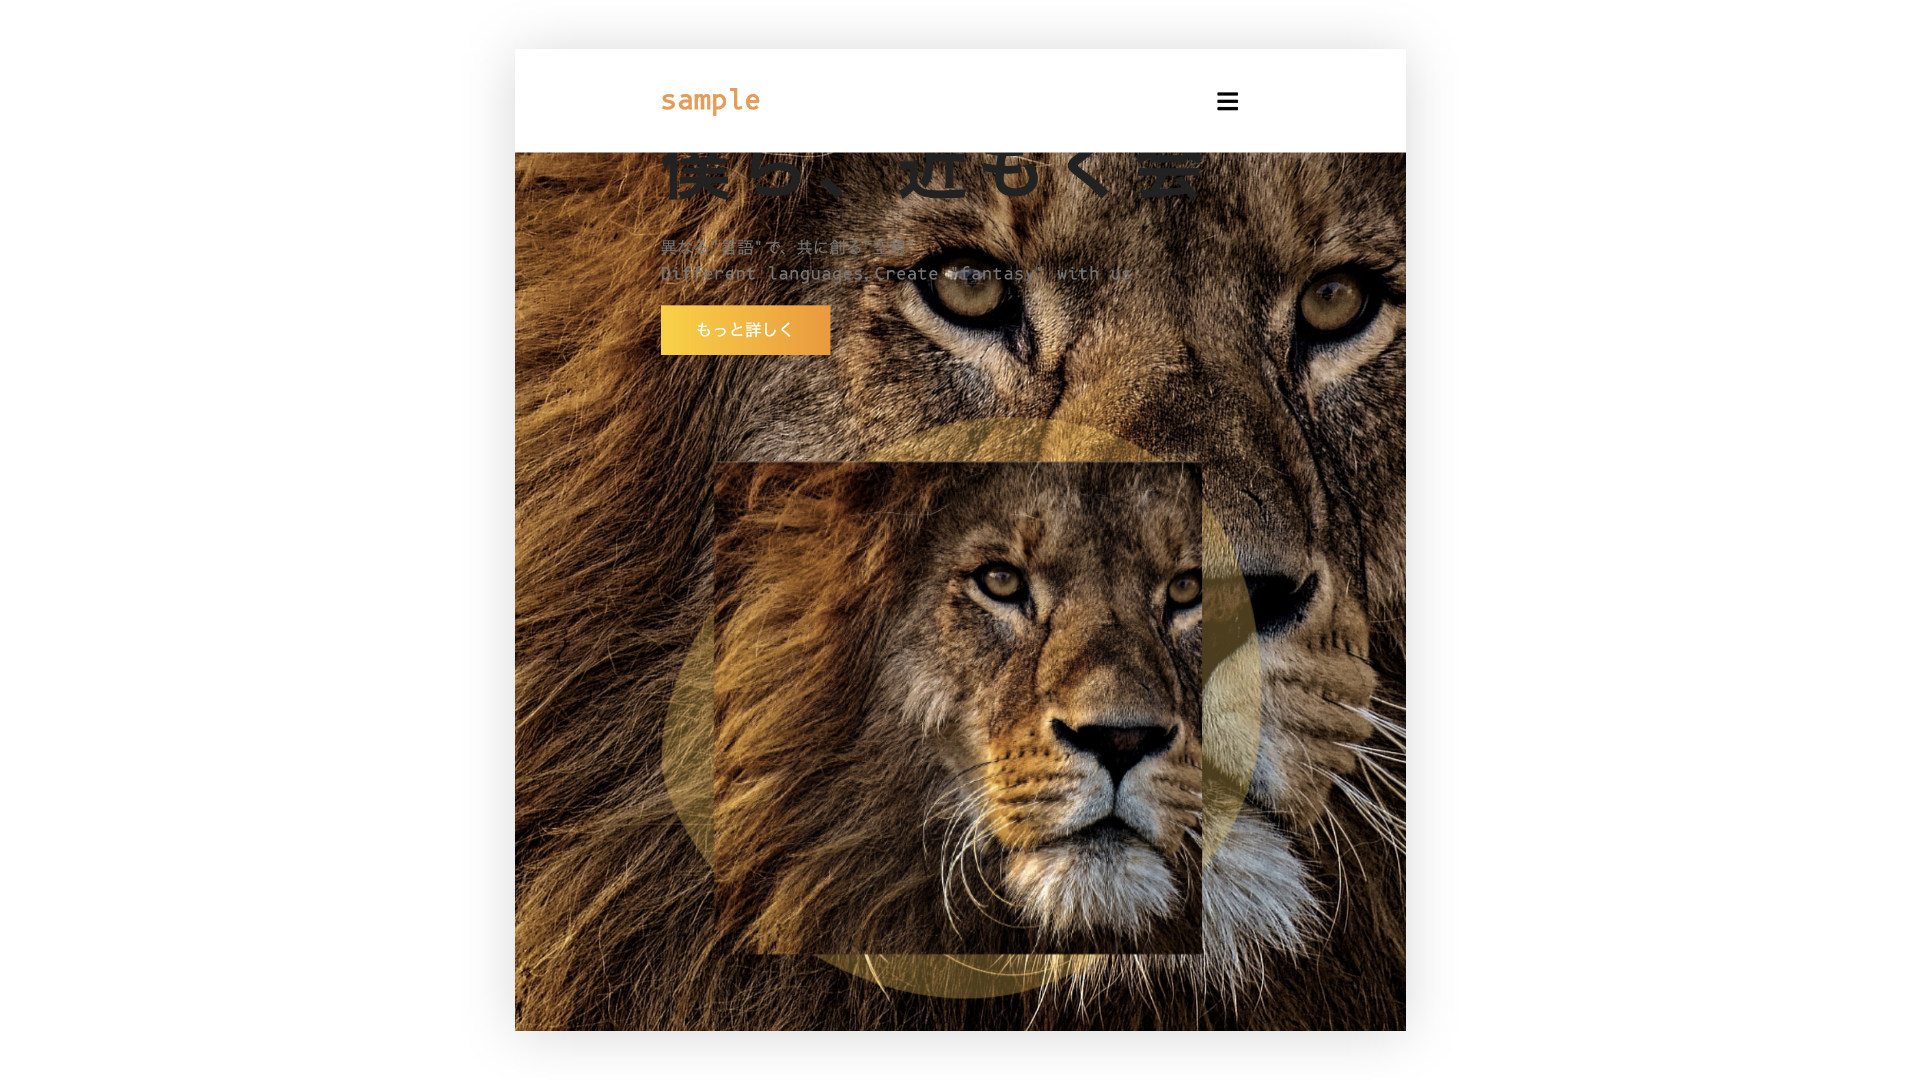 sample
僕ら、近もく会
異なる"言語"で、共に創る"空想"
Different languages,Create "fantasy" with us
もっと詳しく